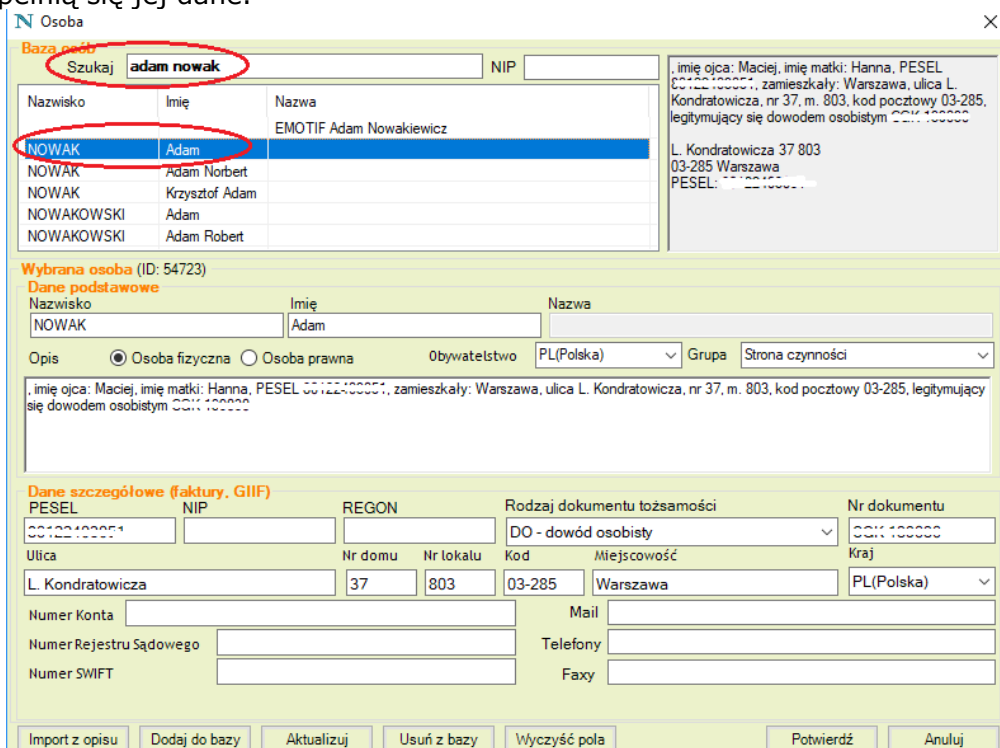 się jej dane.
Osoba
Baza osób
Szukaj adam nowak NIP
Nazwisko Imię Nazwa
EMOTIF Adam Nowakiewicz
NOWAK Adam
NOWAK Adam Norbert
NOWAK Krzysztof Adam
NOWAKOWSKI Adam
NOWAKOWSKI Adam Robert
, imię ojca: Maciej, imię matki: Hanna, PESEL
, zamieszkały: Warszawa, ulica L.
Kondratowicza, nr 37, m. 803, kod pocztowy 03-285,
legitymujący się dowodem osobistym
L. Kondratowicza 37 803
03-285 Warszawa
PESEL:
Wybrana osoba (ID: 54723)
Dane podstawowe
Nazwisko Imię Nazwa
NOWAK Adam
Opis Osoba fizyczna Osoba prawna Obywatelstwo PL(Polska) Grupa Strona czynności
, imię ojca: Maciej, imię matki: Hanna, PESEL , zamieszkały: Warszawa, ulica L. Kondratowicza, nr 37, m. 803, kod pocztowy 03-285, legitymujący
się dowodem osobistym
Dane szczegółowe (faktury, GIIF)
PESEL NIP REGON Rodzaj dokumentu tożsamości Nr dokumentu
DO - dowód osobisty
Ulica Nr domu Nr lokalu Kod Miejscowość Kraj
L. Kondratowicza 37 803 03-285 Warszawa PL(Polska)
Numer Konta Mail
Numer Rejestru Sądowego Telefony
Numer SWIFT Faxy
Import z opisu Dodaj do bazy Aktualizuj Usuń z bazy Wyczyść pola Potwierdź Anuluj